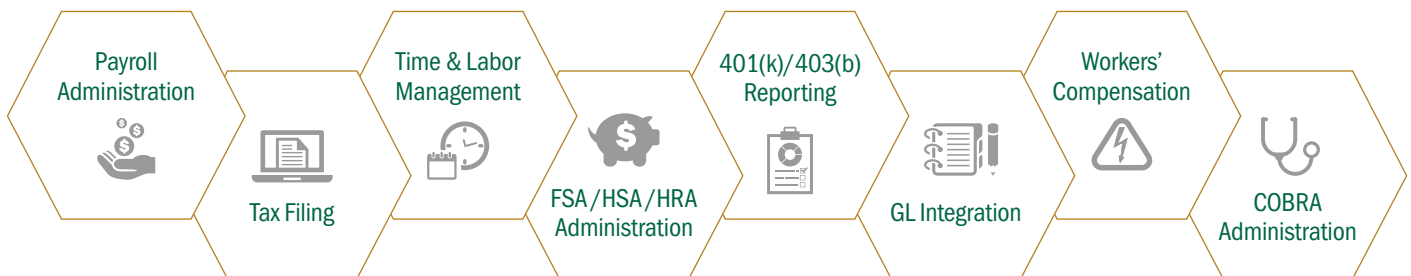 Payroll
Administration
Tax Filing
Time & Labor
Management
FSA/HSA/HRA
Administration
401(k)/403(b)
Reporting
GL Integration
Workers'
Compensation
COBRA
Administration